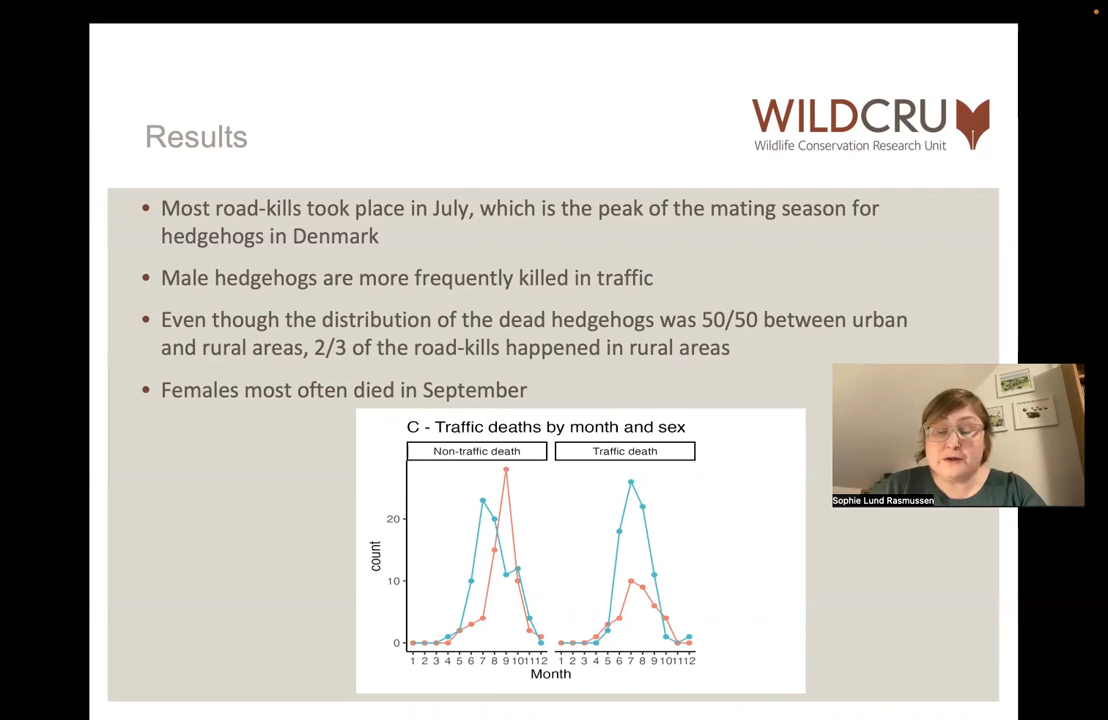 Results
WILDCRU
Wildlife Conservation Research Unit
• Most road-kills took place in July, which is the peak of the mating season for
hedgehogs in Denmark
• Male hedgehogs are more frequently killed in traffic
• Even though the distribution of the dead hedgehogs was 50/50 between urban
and rural areas, 2/3 of the road-kills happened in rural areas
• Females most often died in September
C - Traffic deaths by month and sex
Non-traffic death
Traffic death
count
20
10
0
1 2 3 4 5 6 7 8 9 10 11 12
1 2 3 4 5 6 7 8 9 10 11 12
Month
Sophie Lund Rasmussen